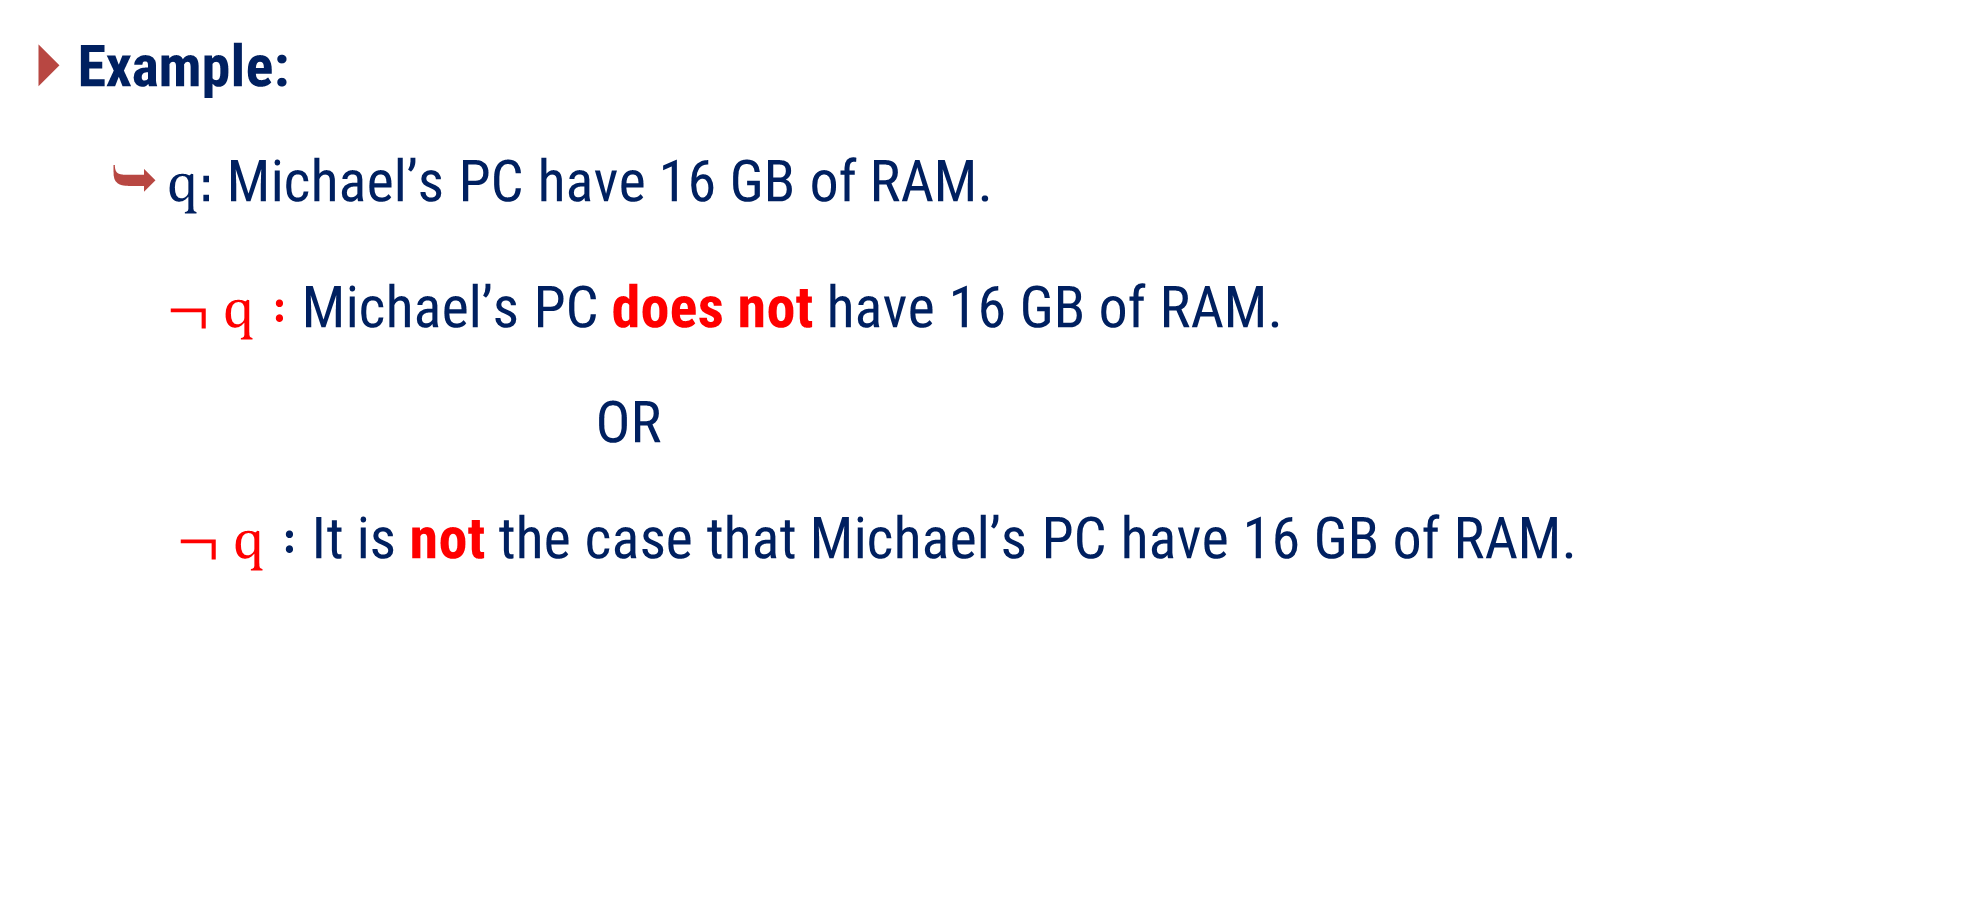 Example:
q: Michael’s PC have 16 GB of RAM.
¬ q : Michael’s PC does not have 16 GB of RAM.
OR
¬ q : It is not the case that Michael’s PC have 16 GB of RAM.